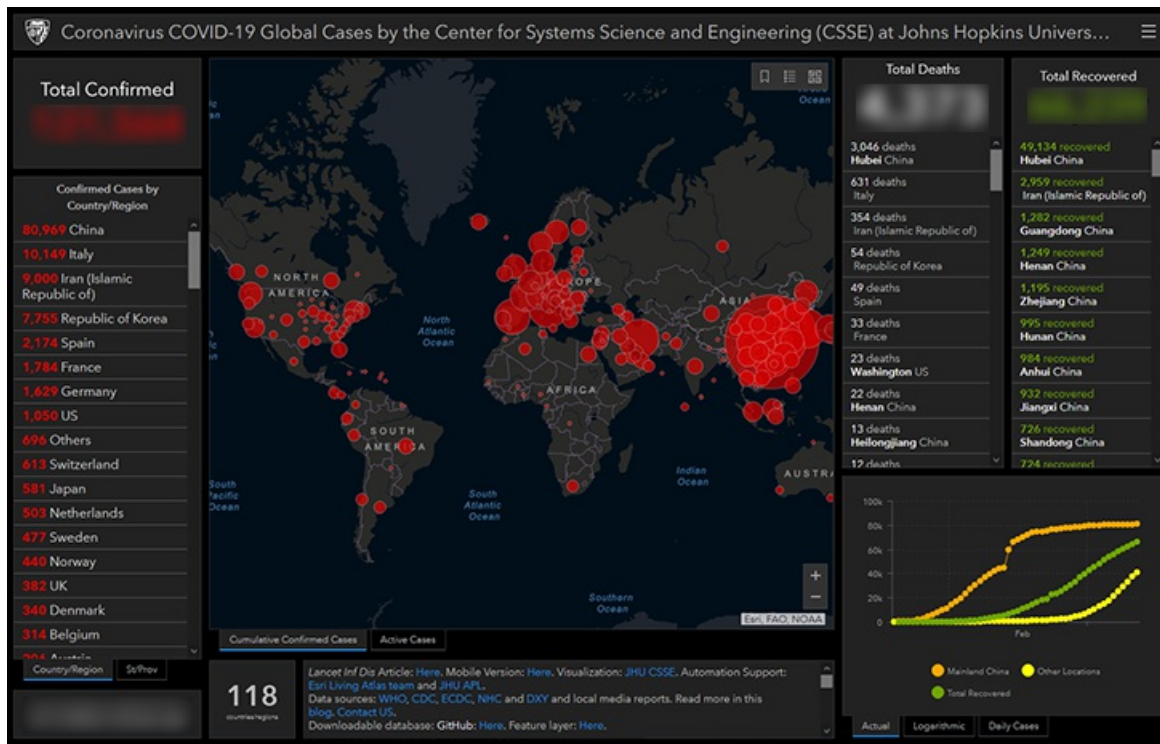 Coronavirus COVID-19 Global Cases by the Center for Systems Science and Engineering (CSSE) at Johns Hopkins Univers...
Total Confirmed
Confirmed Cases by
Country/Region
80,969 China
10,149 Italy
9,000 Iran (Islamic
Republic of)
7,755 Republic of Korea
2,174 Spain
1,784 France
1,629 Germany
1,050 US
696 Others
613 Switzerland
581 Japan
503 Netherlands
477 Sweden
440 Norway
382 UK
340 Denmark
314 Belgium
Austria
Country/Region
St/Prov
Ocean
NORTH
AMERICA
North
Atlantic
Ocean
ASIA
AFRICA
SOUTH
AMERICA
South
Pacific
Ocean
South
Atlantic
Ocean
Indian
Ocean
AUSTRA
Southern
Ocean
+
−
Esri, FAO, NOAA
Cumulative Confirmed Cases
Active Cases
118
countries/regions
Lancet Inf Dis Article: Here. Mobile Version: Here. Visualization: JHU CSSE. Automation Support:
Esri Living Atlas team and JHU APL.
Data sources: WHO, CDC, ECDC, NHC and DXY and local media reports. Read more in this
blog. Contact US.
Downloadable database: GitHub: Here. Feature layer: Here.
Total Deaths
3,046 deaths
Hubei China
631 deaths
Italy
354 deaths
Iran (Islamic Republic of)
54 deaths
Republic of Korea
49 deaths
Spain
33 deaths
France
23 deaths
Washington US
22 deaths
Henan China
13 deaths
Heilongjiang China
12 deaths
Total Recovered
49,134 recovered
Hubei China
2,959 recovered
Iran (Islamic Republic of)
1,282 recovered
Guangdong China
1,249 recovered
Henan China
1,195 recovered
Zhejiang China
995 recovered
Hunan China
984 recovered
Anhui China
932 recovered
Jiangxi China
726 recovered
Shandong China
724 recovered
100k
80k
60k
40k
20k
0
Feb
Mainland China
Other Locations
Total Recovered
Actual
Logarithmic
Daily Cases